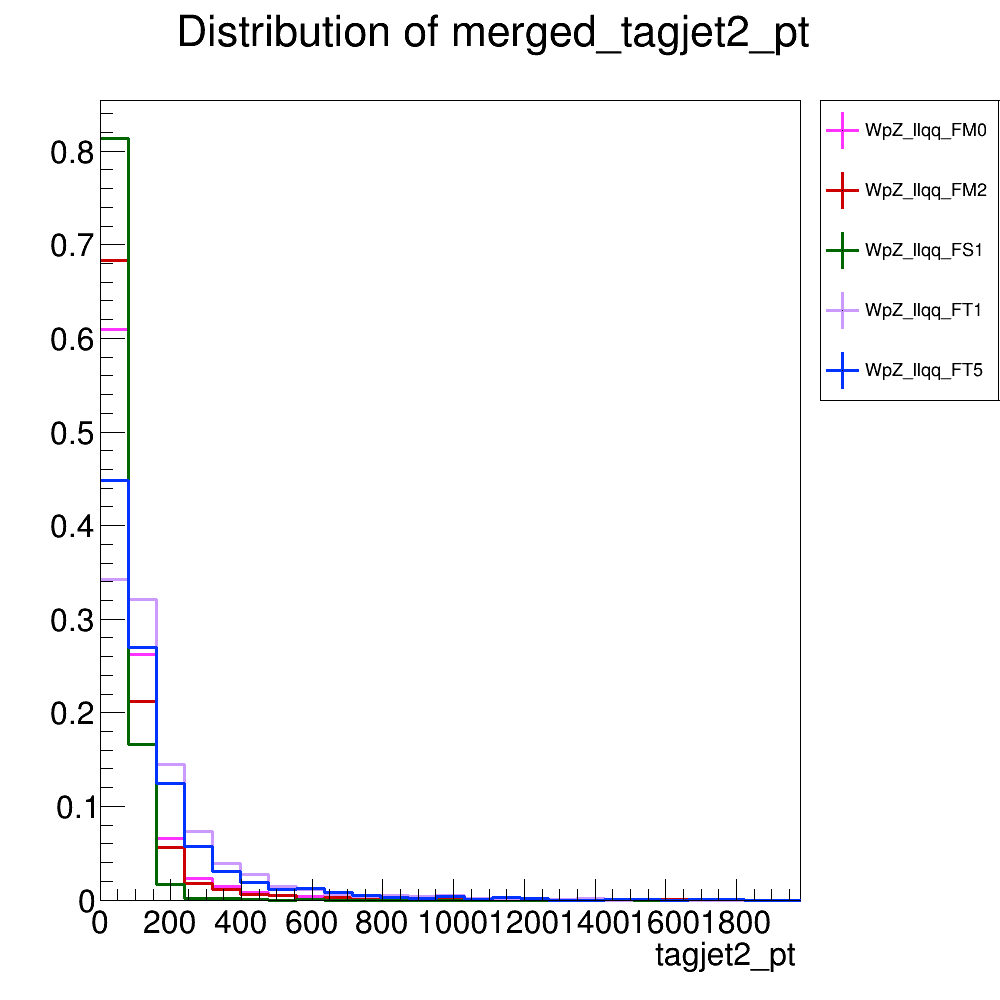 Distribution of merged_tagjet2_pt
WpZ_llqq_FM0
WpZ_llqq_FM2
WpZ_llqq_FS1
WpZ_llqq_FT1
WpZ_llqq_FT5
0.8
0.7
0.6
0.5
0.4
0.3
0.2
0.1
0
0 200 400 600 800 1000 1200 1400 1600 1800
tagjet2_pt